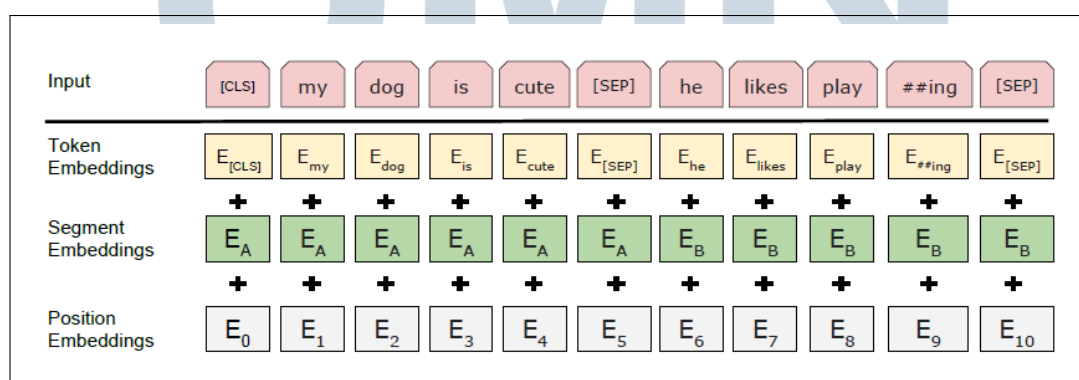 Input [CLS] my dog is cute [SEP] he likes play ##ing [SEP]
Token Embeddings E[CLS] Emy Edog Eis Ecute E[SEP] Ehe Elikes Eplay E##ing E[SEP]
+ + + + + + + + + + +
Segment Embeddings EA EA EA EA EA EA EB EB EB EB EB
+ + + + + + + + + + +
Position Embeddings E0 E1 E2 E3 E4 E5 E6 E7 E8 E9 E10